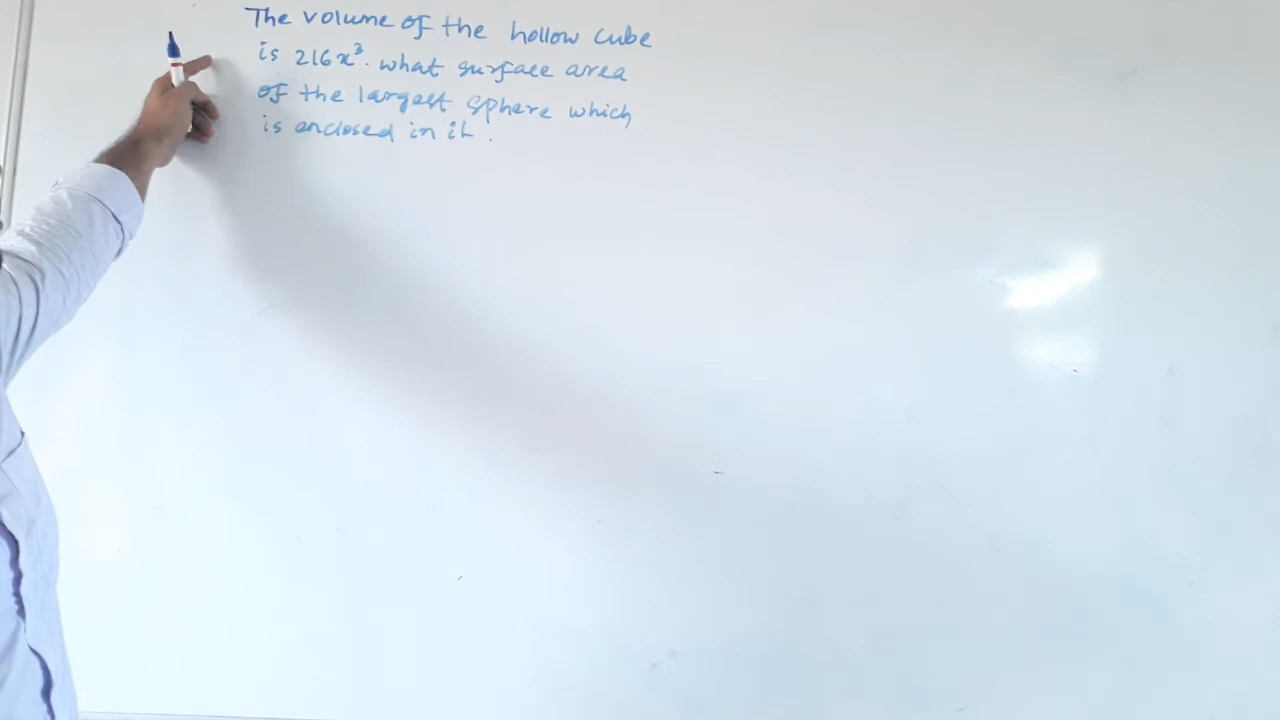 The volume of the hollow cube
is 216x³. what surface area
of the largest sphere which
is enclosed in it.